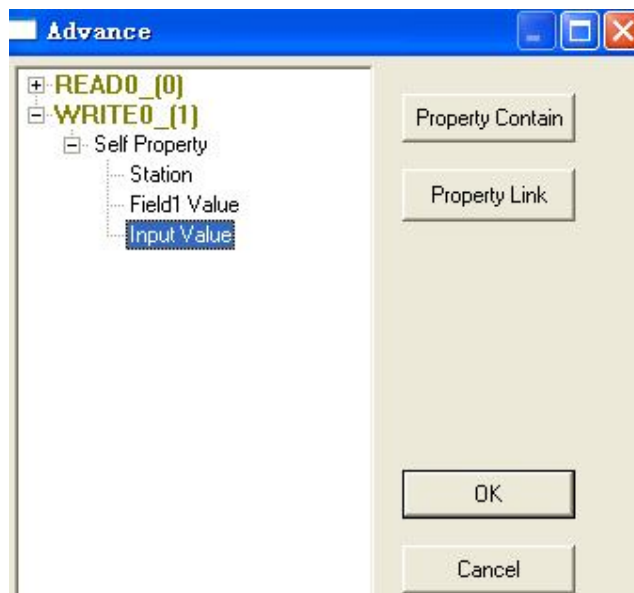 Advance
READ0_(0)
WRITE0_(1)
Self Property
Station
Field1 Value
Input Value
Property Contain
Property Link
OK
Cancel